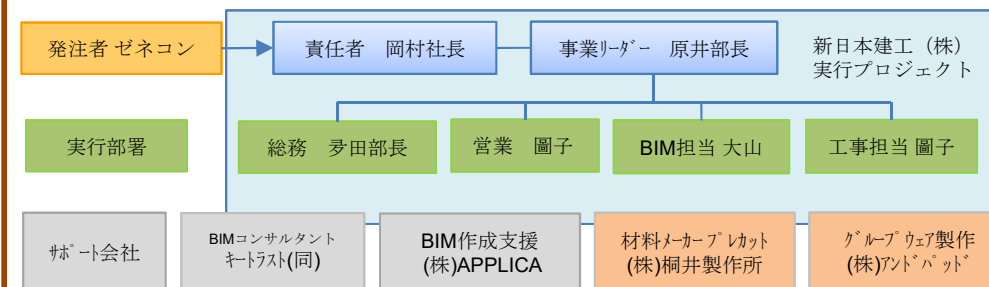 発注者 ゼネコン
責任者　岡村社長
事業ﾘｰﾀﾞｰ　原井部長
新日本建工（株）
実行プロジェクト
実行部署
総務　夛田部長
営業　圖子
BIM担当 大山
工事担当 圖子
ｻﾎﾟｰﾄ会社
BIMコンサルタント
ｷｰﾄﾗｽﾄ(同)
BIM作成支援
(株)APPLICA
材料ﾒｰｶｰﾌﾟﾚｶｯﾄ
(株)桐井製作所
ｸﾞﾙｰﾌﾟｳｪｱ製作
(株)ｱﾝﾄﾞﾊﾟｯﾄﾞ